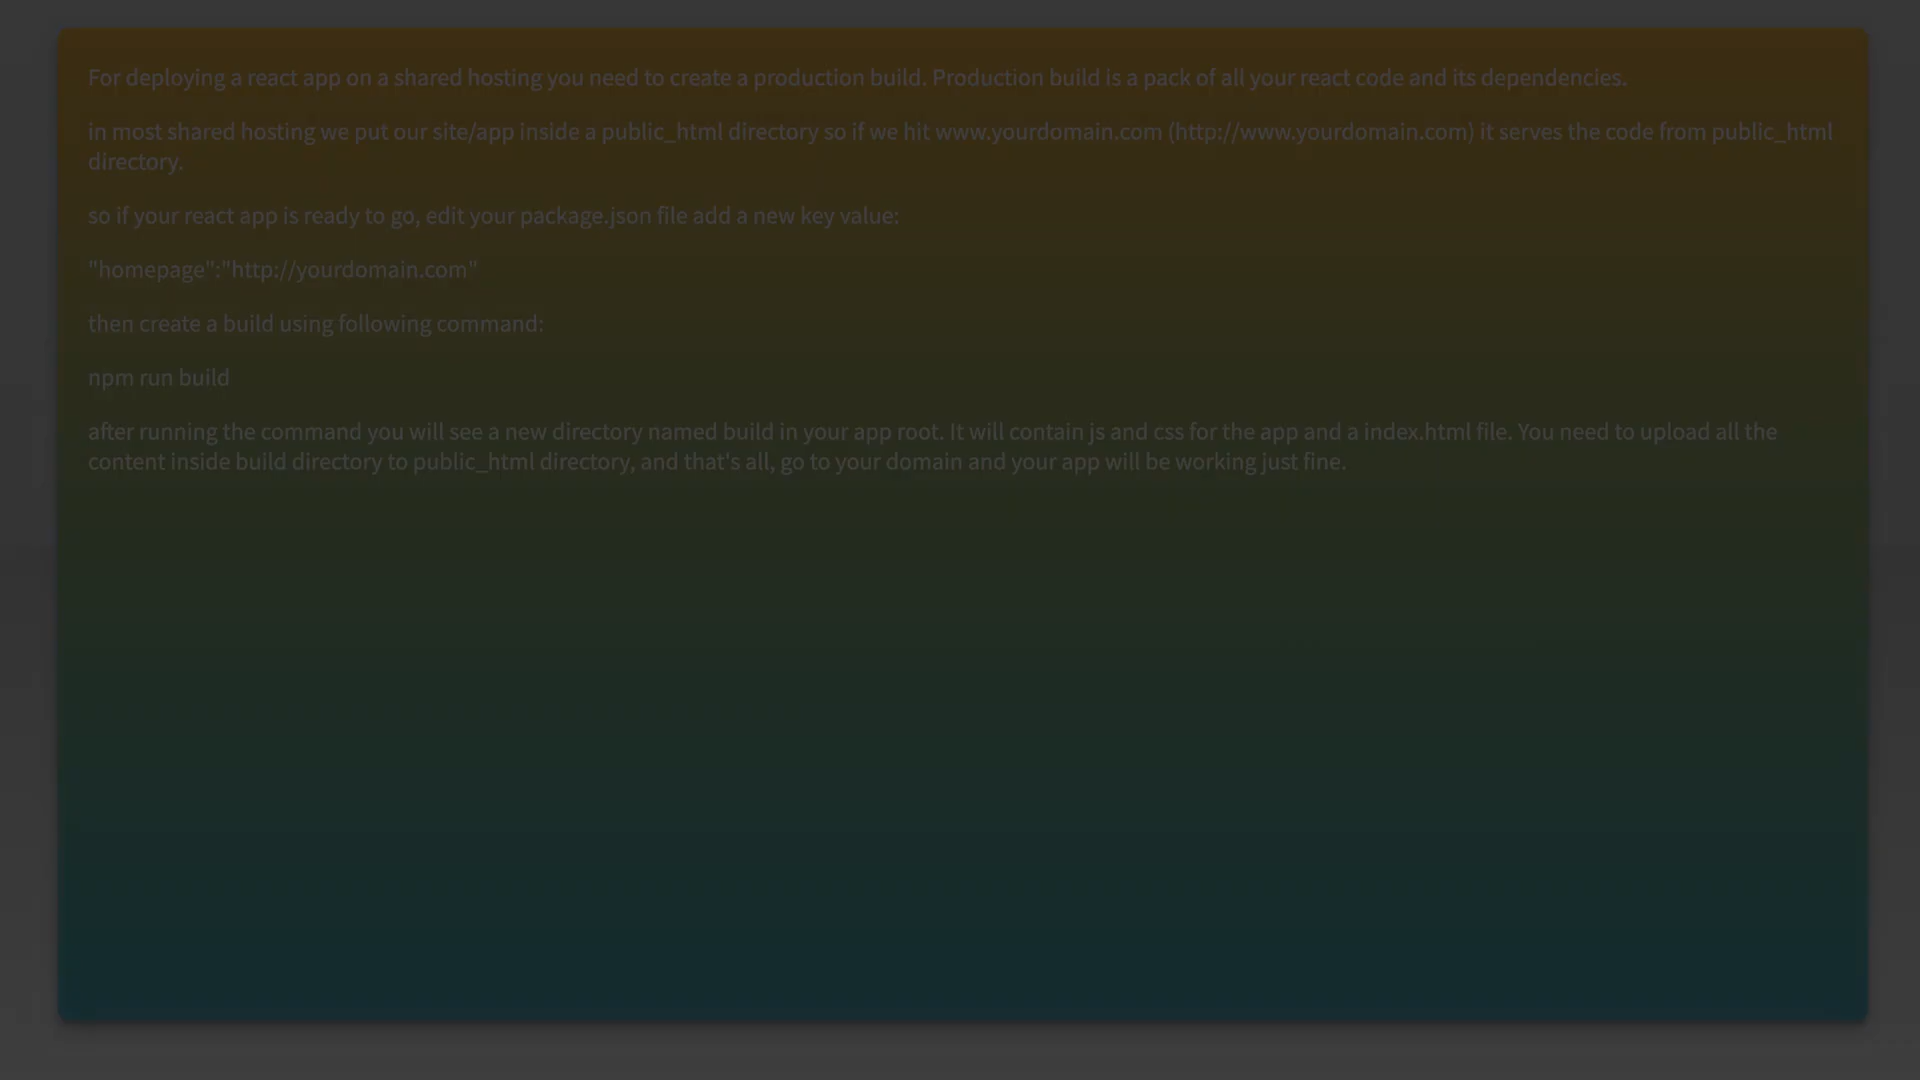 For deploying a react app on a shared hosting you need to create a production build. Production build is a pack of all your react code and its dependencies.
in most shared hosting we put our site/app inside a public_html directory so if we hit www.yourdomain.com (http://www.yourdomain.com) it serves the code from public_html
directory.
so if your react app is ready to go, edit your package.json file add a new key value:
"homepage":"http://yourdomain.com"
then create a build using following command:
npm run build
after running the command you will see a new directory named build in your app root. It will contain js and css for the app and a index.html file. You need to upload all the
content inside build directory to public_html directory, and that's all, go to your domain and your app will be working just fine.